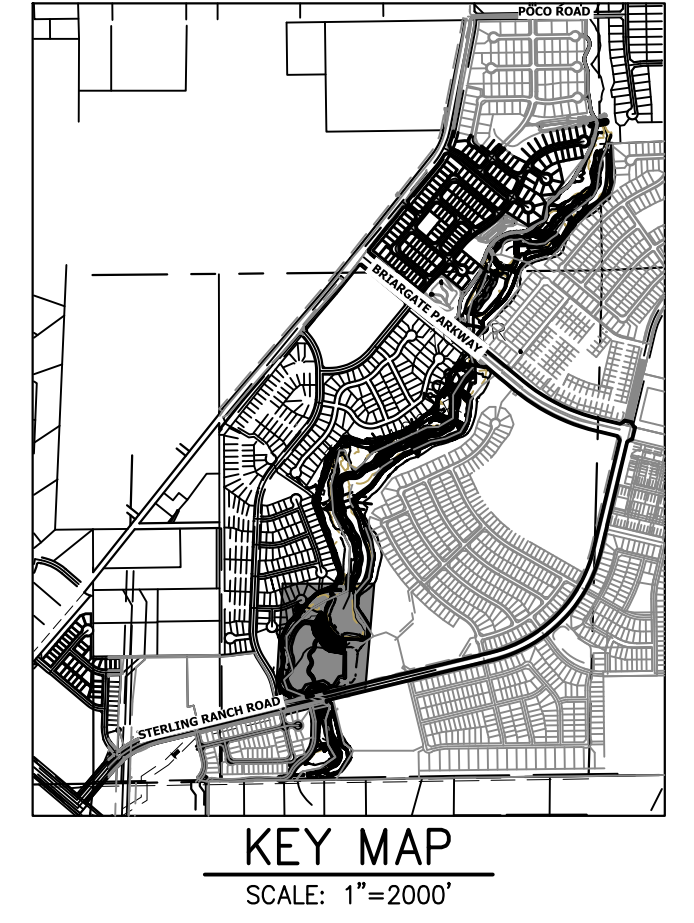 POCO ROAD
BRIARGATE PARKWAY
STERLING RANCH ROAD
KEY MAP
SCALE: 1"=2000'